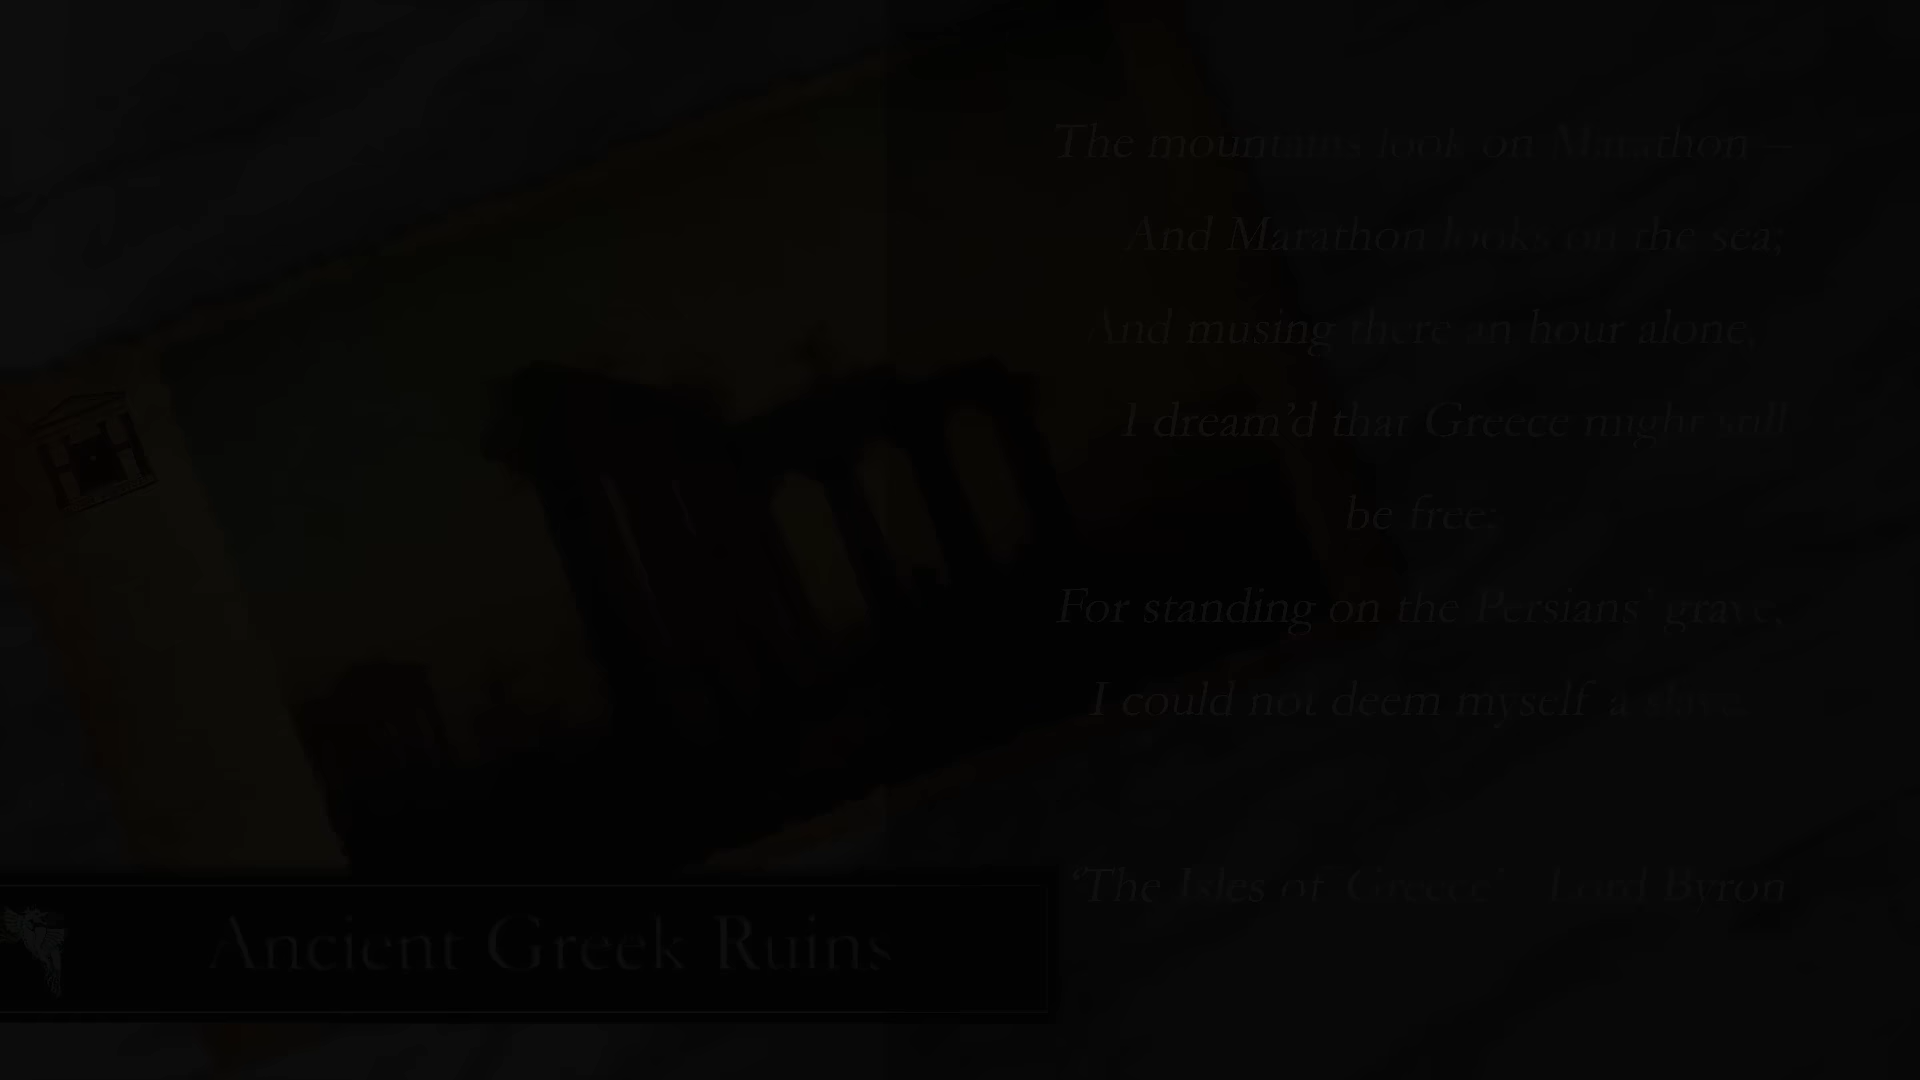 The mountains look on Marathon—
And Marathon looks on the sea;
And musing there an hour alone,
I dream’d that Greece might still
be free;
For standing on the Persians’ grave,
I could not deem myself a slave.
“The Isles of Greece” Lord Byron
Ancient Greek Ruins